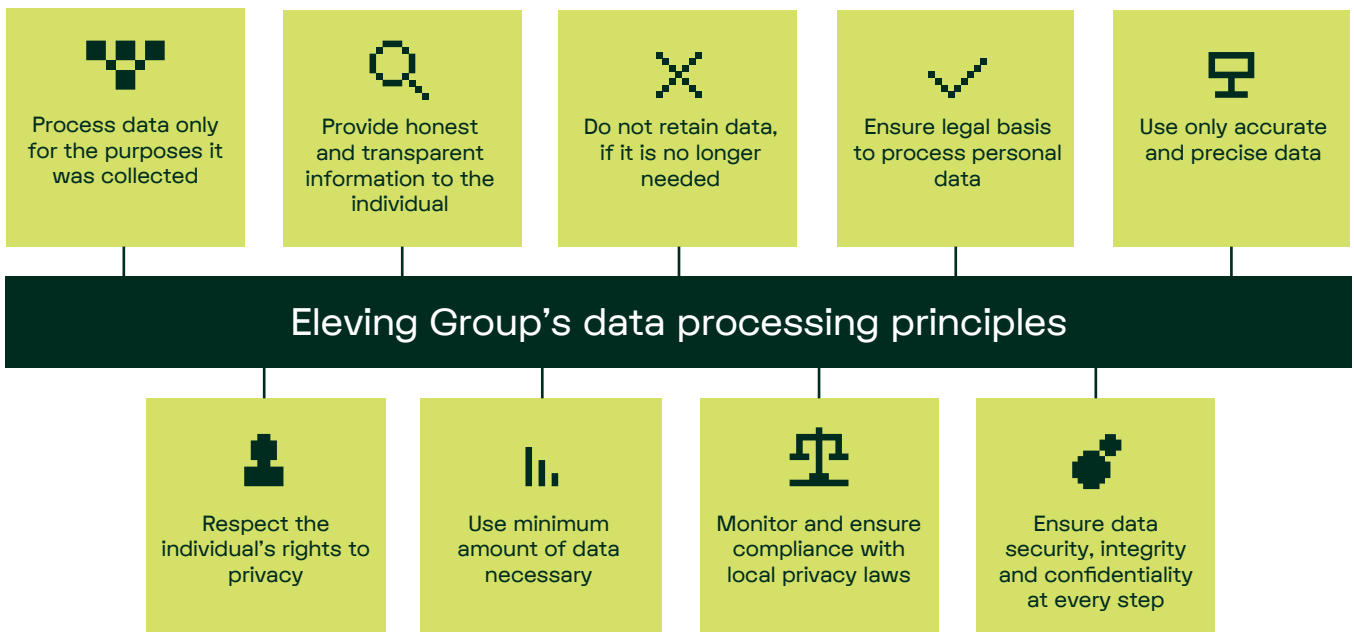 Process data only
for the purposes it
was collected
Provide honest
and transparent
information to the
individual
Do not retain data,
if it is no longer
needed
Ensure legal basis
to process personal
data
Use only accurate
and precise data
Eleving Group’s data processing principles
Respect the
individual’s rights to
privacy
Use minimum
amount of data
necessary
Monitor and ensure
compliance with
local privacy laws
Ensure data
security, integrity
and confidentiality
at every step